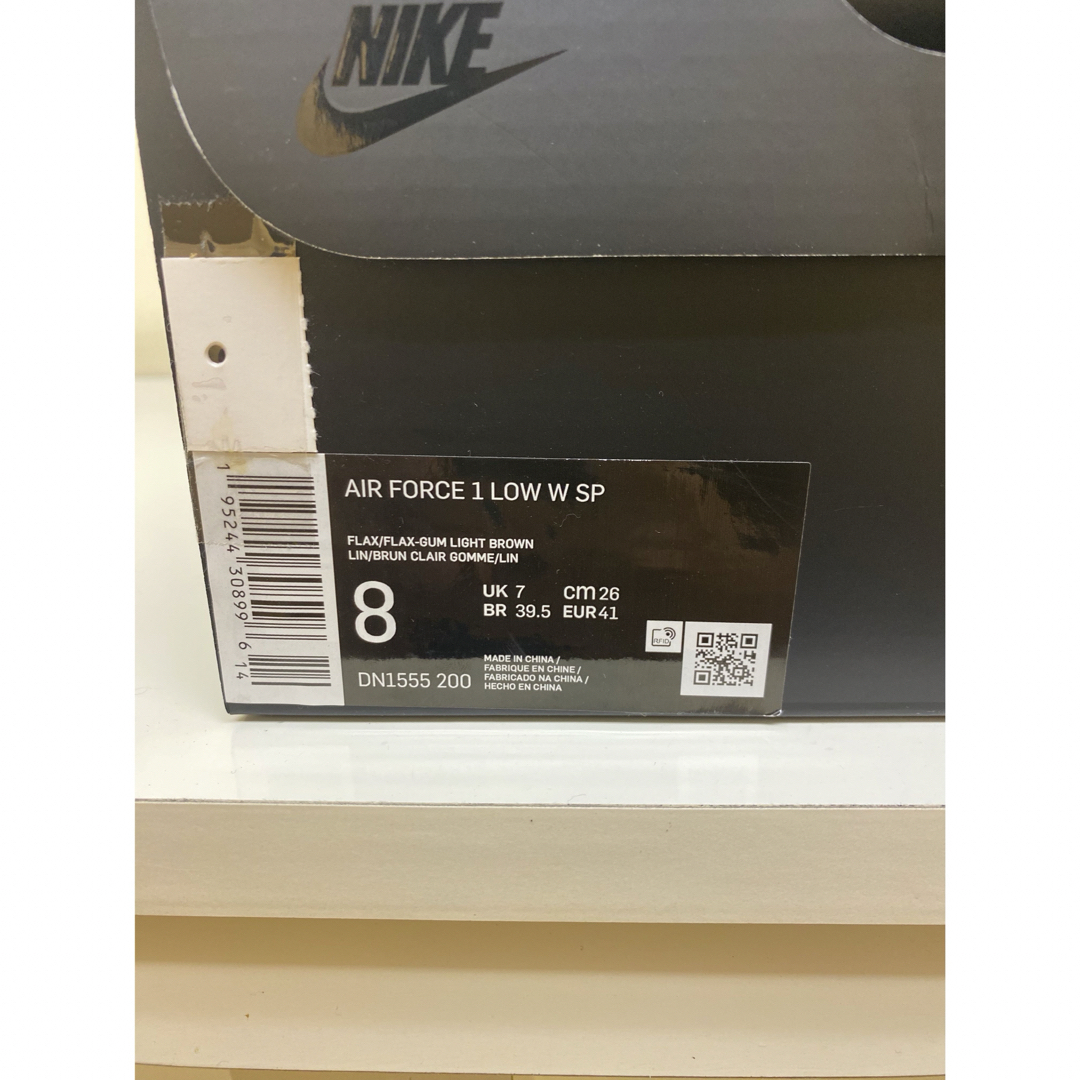 NIKE
AIR FORCE 1 LOW W SP
FLAX/FLAX-GUM LIGHT BROWN
LIN/BRUN CLAIR GOMME/LIN
8
UK 7 cm 26
BR 39.5 EUR 41
RFID
MADE IN CHINA /
FABRIQUE EN CHINE /
FABRICADO NA CHINA /
HECHO EN CHINA
DN1555 200
1 95244 30899 6 14